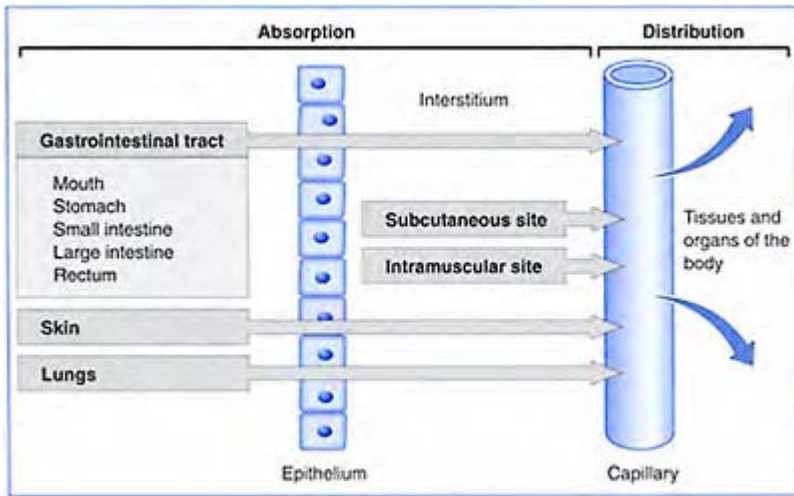 Absorption
Distribution
Interstitium
Gastrointestinal tract
Mouth
Stomach
Small intestine
Large intestine
Rectum
Subcutaneous site
Intramuscular site
Tissues and
organs of the
body
Skin
Lungs
Epithelium
Capillary